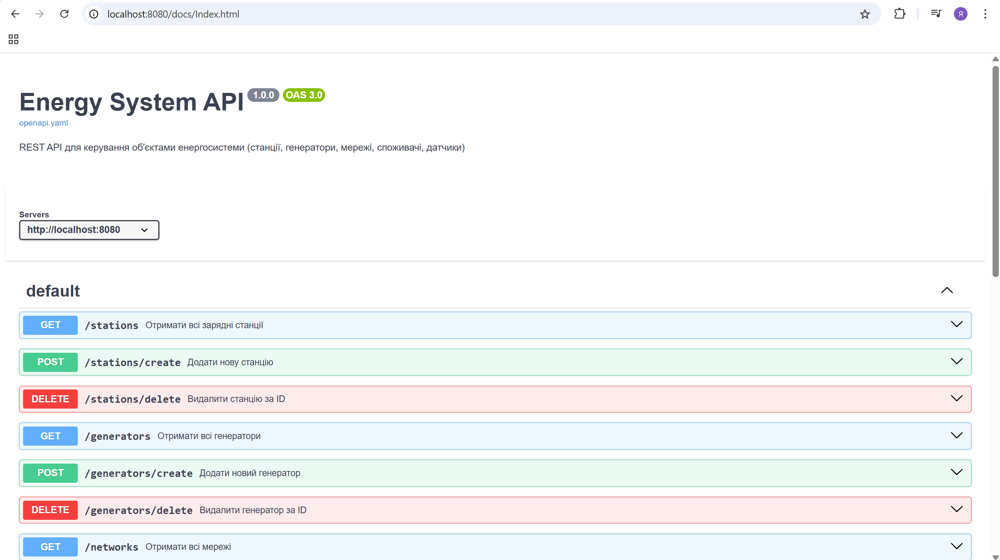 localhost:8080/docs/Index.html
Я
Energy System API 1.0.0 OAS 3.0
openapi.yaml
REST API для керування об'єктами енергосистеми (станції, генератори, мережі, споживачі, датчики)
Servers
http://localhost:8080
default
GET /stations Отримати всі зарядні станції
POST /stations/create Додати нову станцію
DELETE /stations/delete Видалити станцію за ID
GET /generators Отримати всі генератори
POST /generators/create Додати новий генератор
DELETE /generators/delete Видалити генератор за ID
GET /networks Отримати всі мережі